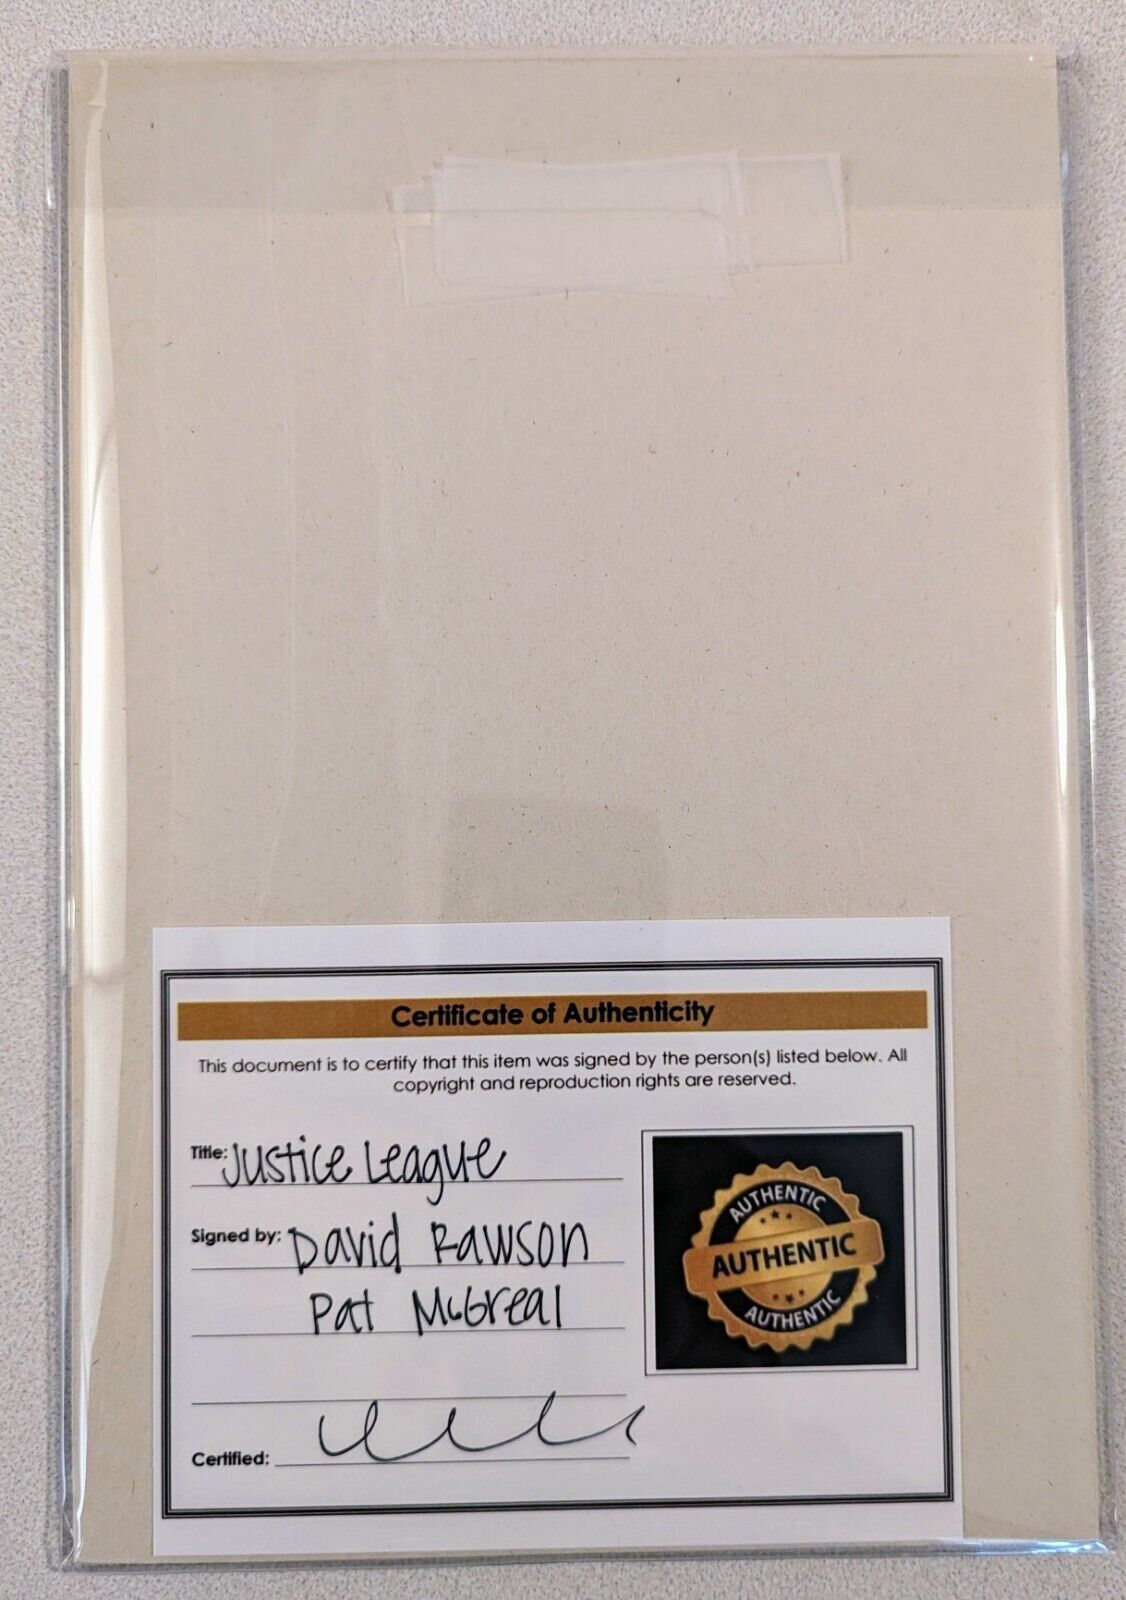 Certificate of Authenticity
This document is to certify that this item was signed by the person(s) listed below. All
copyright and reproduction rights are reserved.
Title: Justice League
Signed by: David Rawson
Pat McGreal
Certified:
AUTHENTIC
AUTHENTIC
AUTHENTIC